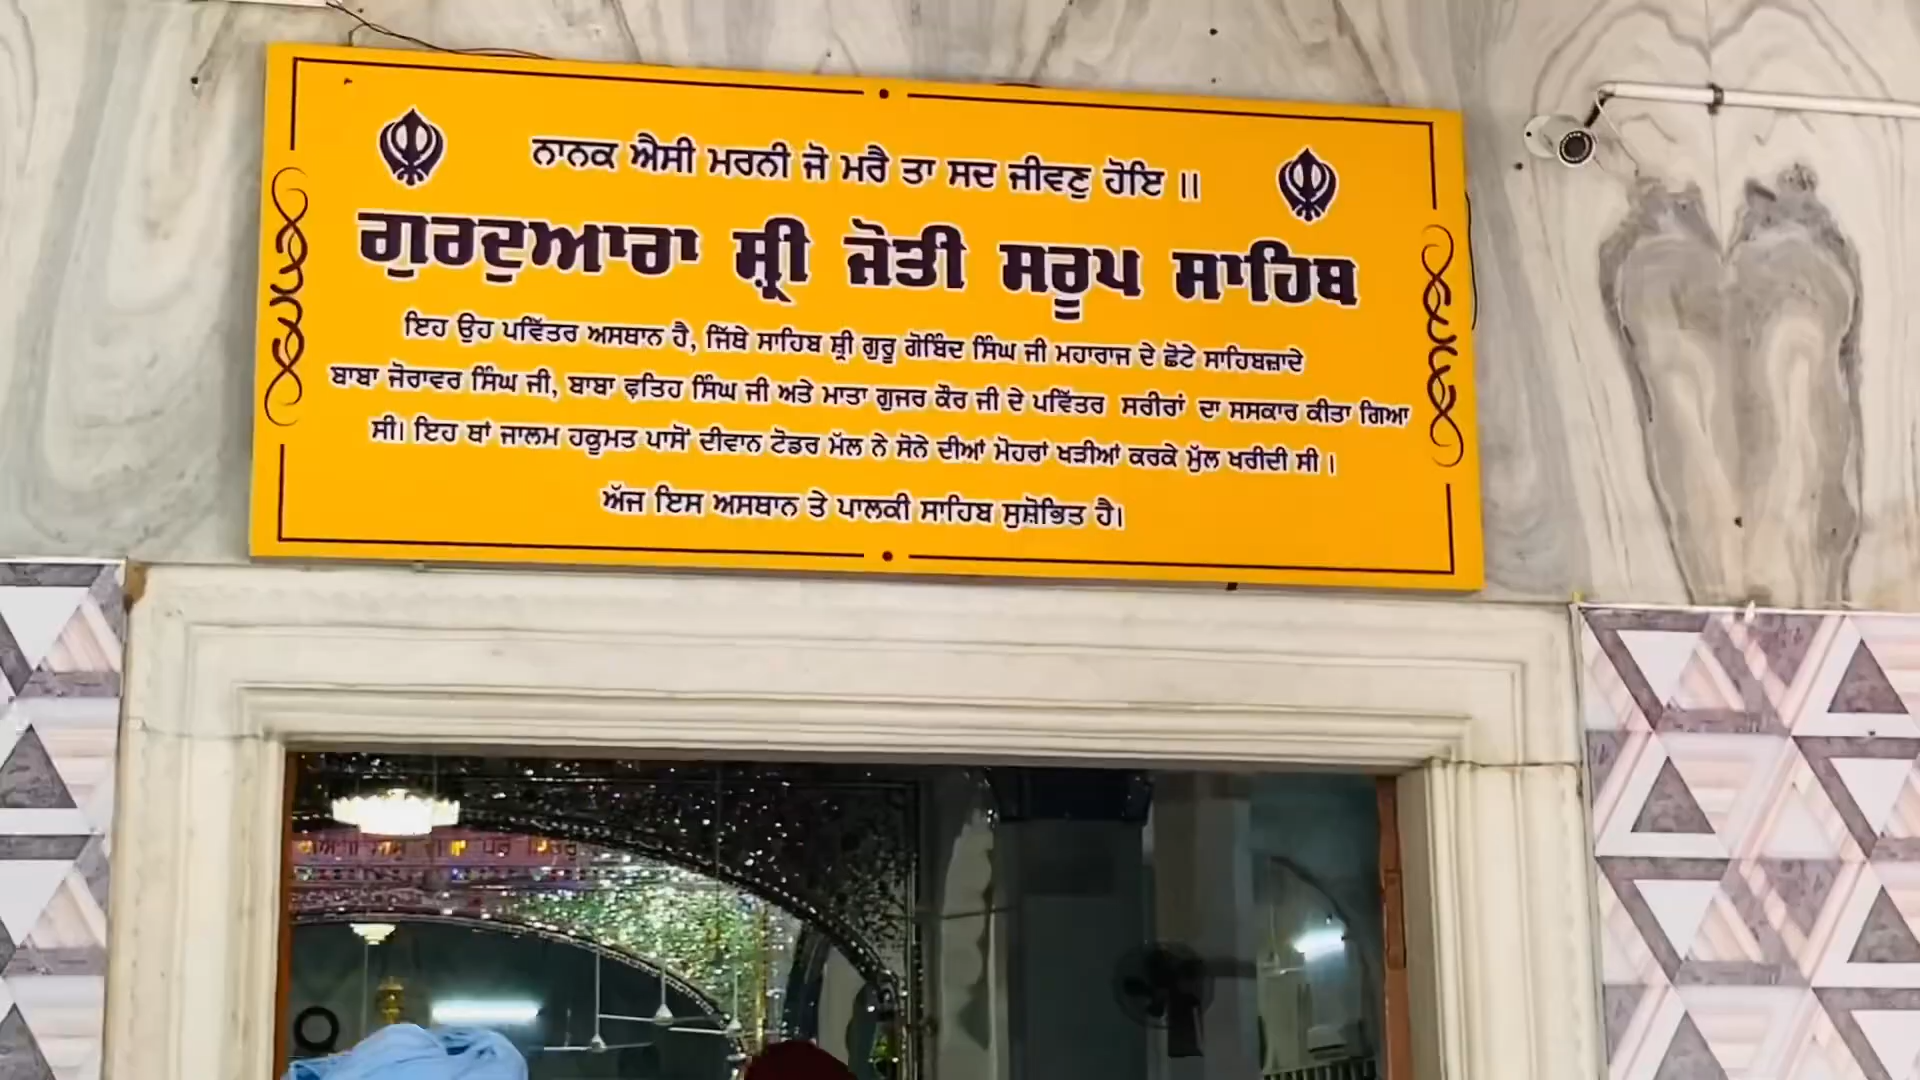 ਨਾਨਕ ਐਸੀ ਮਰਨੀ ਜੋ ਮਰੈ ਤਾ ਸਦ ਜੀਵਣੁ ਹੋਇ ।।
ਗੁਰਦੁਆਰਾ ਸ਼੍ਰੀ ਜੋਤੀ ਸਰੂਪ ਸਾਹਿਬ
ਇਹ ਉਹ ਪਵਿੱਤਰ ਅਸਥਾਨ ਹੈ, ਜਿੱਥੇ ਸਾਹਿਬ ਸ਼੍ਰੀ ਗੁਰੂ ਗੋਬਿੰਦ ਸਿੰਘ ਜੀ ਮਹਾਰਾਜ ਦੇ ਛੋਟੇ ਸਾਹਿਬਜ਼ਾਦੇ
ਬਾਬਾ ਜੋਰਾਵਰ ਸਿੰਘ ਜੀ, ਬਾਬਾ ਫ਼ਤਿਹ ਸਿੰਘ ਜੀ ਅਤੇ ਮਾਤਾ ਗੁਜਰ ਕੌਰ ਜੀ ਦੇ ਪਵਿੱਤਰ ਸਰੀਰਾਂ ਦਾ ਸਸਕਾਰ ਕੀਤਾ ਗਿਆ
ਸੀ। ਇਹ ਥਾਂ ਜਾਲਮ ਹਕੂਮਤ ਪਾਸੋਂ ਦੀਵਾਨ ਟੋਡਰ ਮੱਲ ਨੇ ਸੋਨੇ ਦੀਆਂ ਮੋਹਰਾਂ ਖੜੀਆਂ ਕਰਕੇ ਮੁੱਲ ਖਰੀਦੀ ਸੀ ।
ਅੱਜ ਇਸ ਅਸਥਾਨ ਤੇ ਪਾਲਕੀ ਸਾਹਿਬ ਸੁਸ਼ੋਭਿਤ ਹੈ।